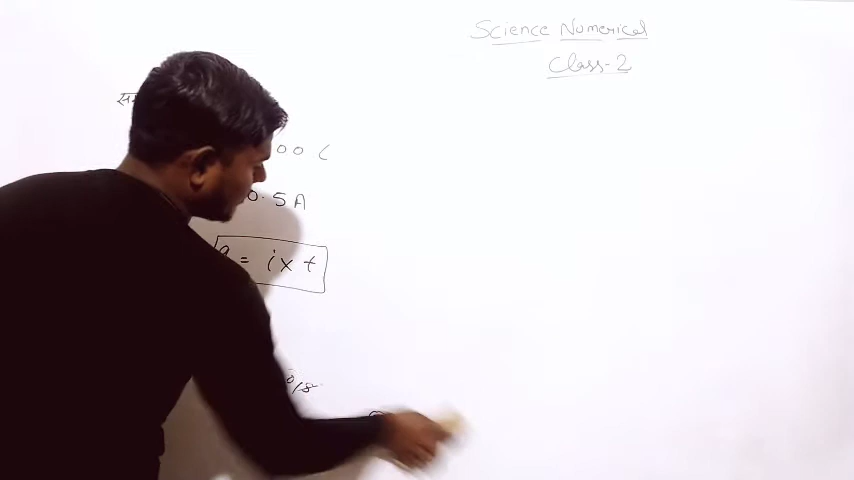 Science Numerical
Class-2
00 C
0.5 A
q = i x t